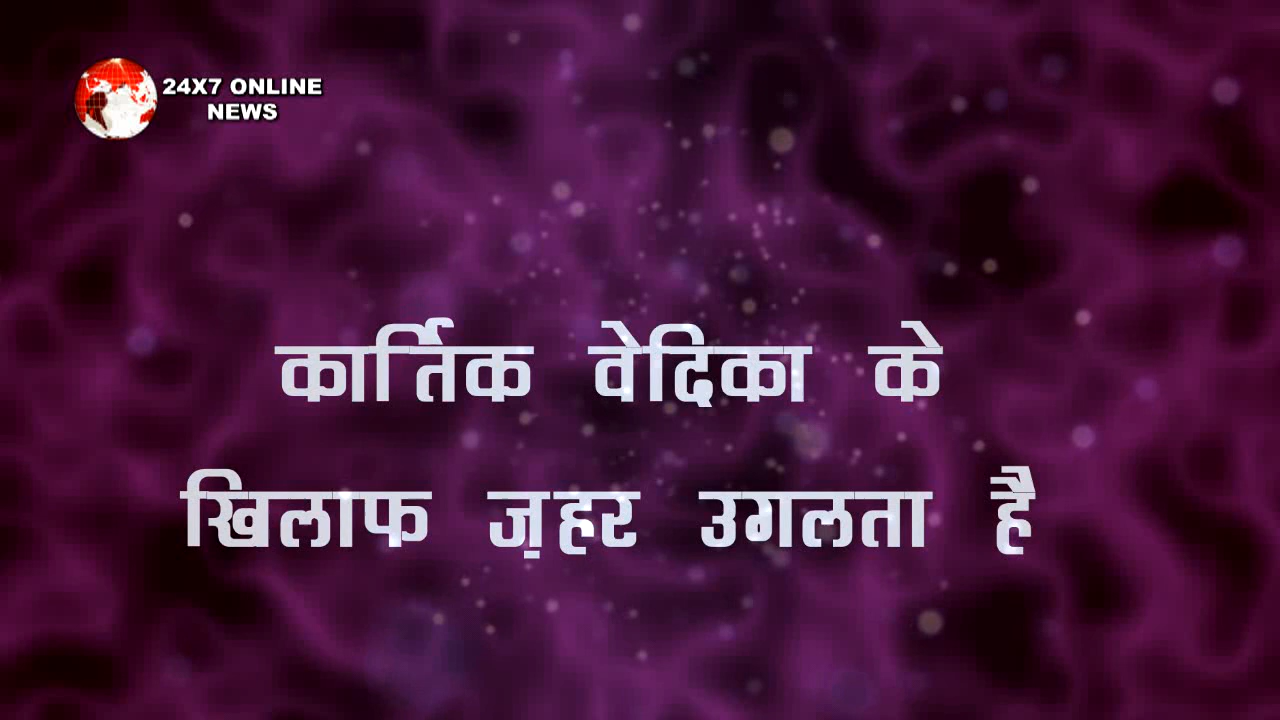 24X7 ONLINE
NEWS
कार्तिक वेदिका के
खिलाफ ज़हर उगलता है